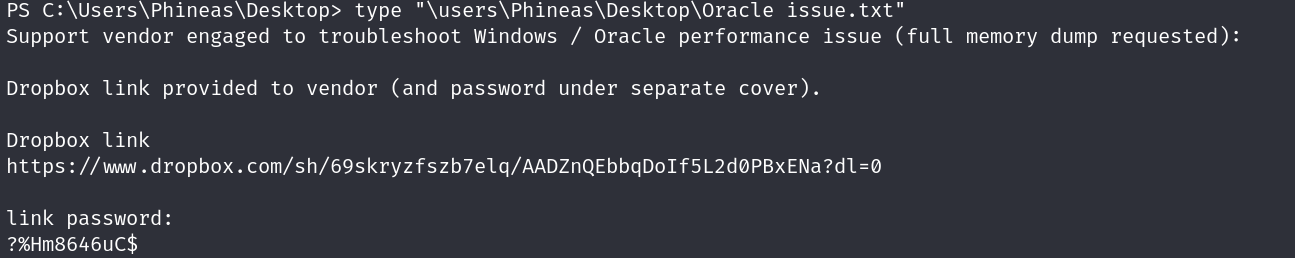 PS C:\Users\Phineas\Desktop> type "\users\Phineas\Desktop\Oracle issue.txt"
Support vendor engaged to troubleshoot Windows / Oracle performance issue (full memory dump requested):
Dropbox link provided to vendor (and password under separate cover).
Dropbox link
https://www.dropbox.com/sh/69skryzfszb7elq/AADZnQEbbqDoIf5L2d0PBxENa?dl=0
link password:
?%Hm8646uC$